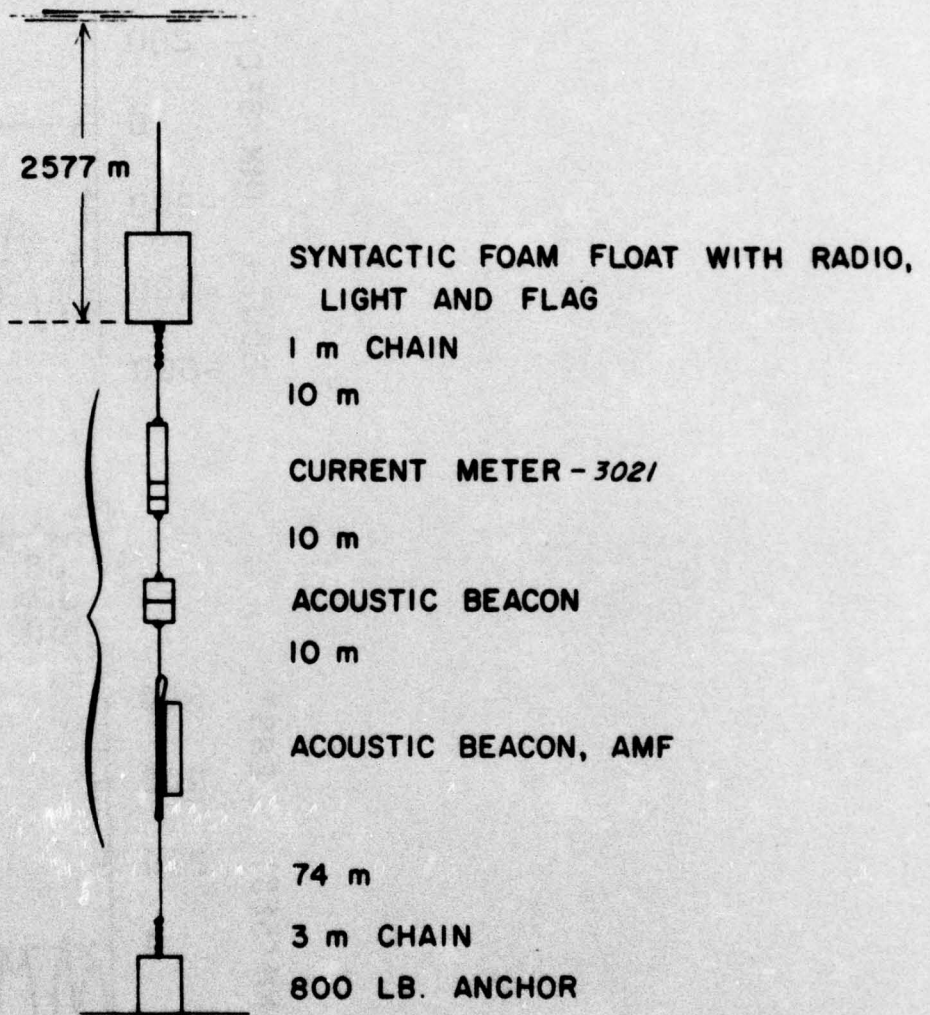 2577 m
SYNTACTIC FOAM FLOAT WITH RADIO,
LIGHT AND FLAG
1 m CHAIN
10 m
CURRENT METER - 3021
10 m
ACOUSTIC BEACON
10 m
ACOUSTIC BEACON, AMF
74 m
3 m CHAIN
800 LB. ANCHOR